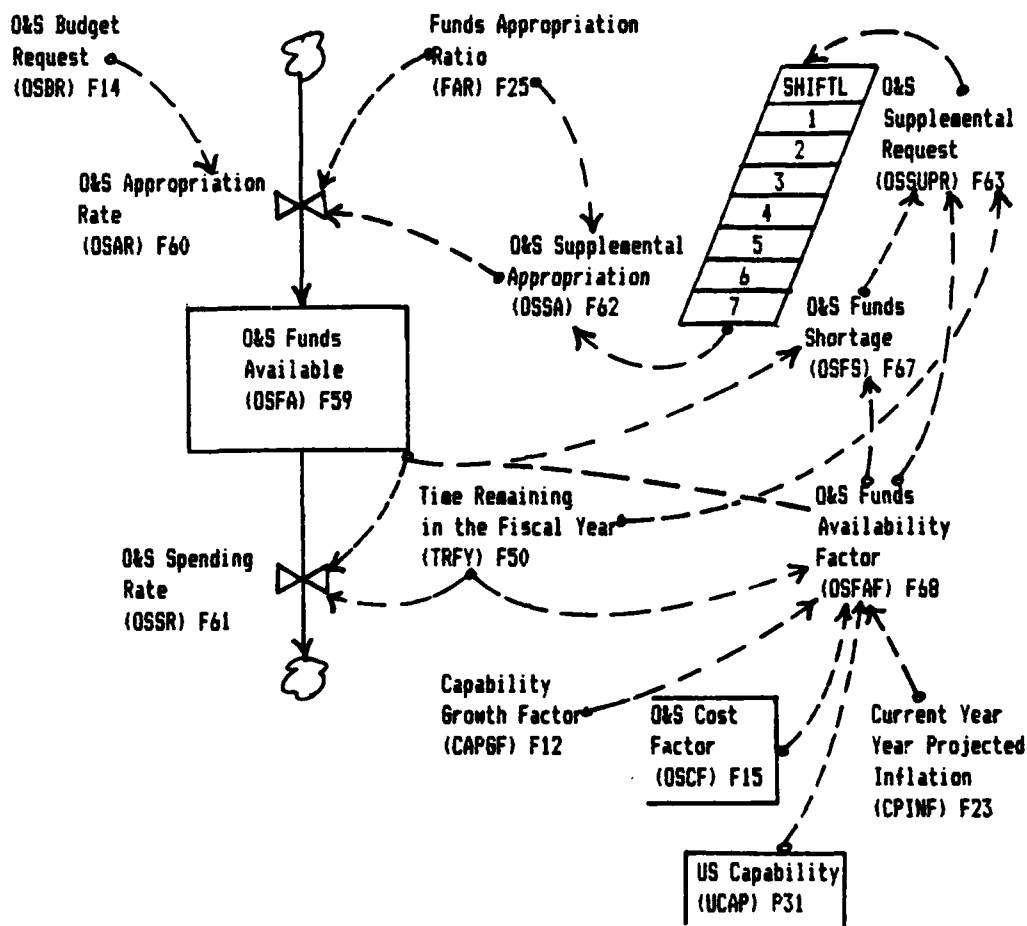 O&S Budget
Request
(OSBR) F14
Funds Appropriation
Ratio
(FAR) F25
SHIFTL
1
2
3
4
5
6
7
O&S
Supplemental
Request
(OSSUPR) F63
O&S Appropriation
Rate
(OSAR) F60
O&S Supplemental
Appropriation
(OSSA) F62
O&S Funds
Available
(OSFA) F59
O&S Funds
Shortage
(OSFS) F67
Time Remaining
in the Fiscal Year
(TRFY) F50
O&S Funds
Availability
Factor
(OSFAF) F68
O&S Spending
Rate
(OSSR) F61
Capability
Growth Factor
(CAPGF) F12
O&S Cost
Factor
(OSCF) F15
Current Year
Year Projected
Inflation
(CPINF) F23
US Capability
(UCAP) P31